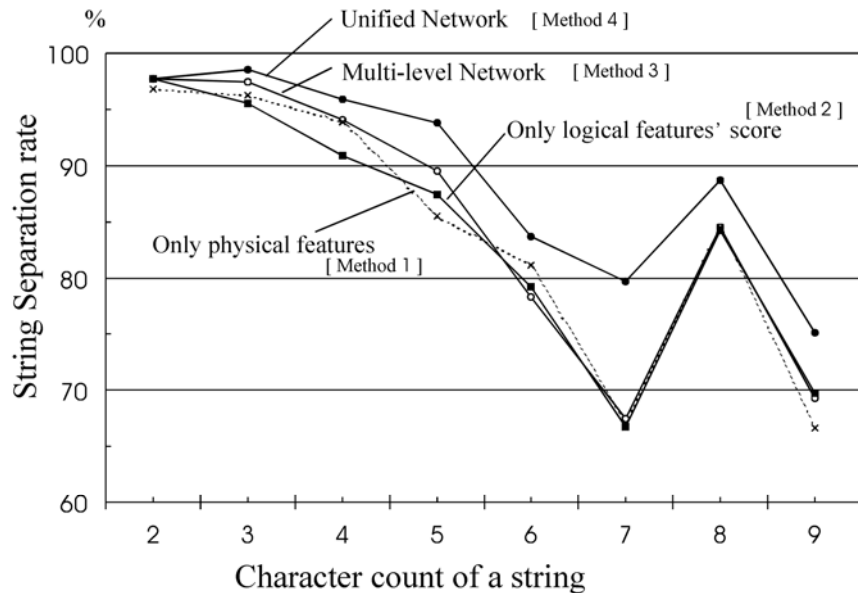 %
Unified Network [ Method 4 ]
Multi-level Network [ Method 3 ]
[ Method 2 ]
Only logical features' score
Only physical features
[ Method 1 ]
String Separation rate
100
90
80
70
60
2 3 4 5 6 7 8 9
Character count of a string